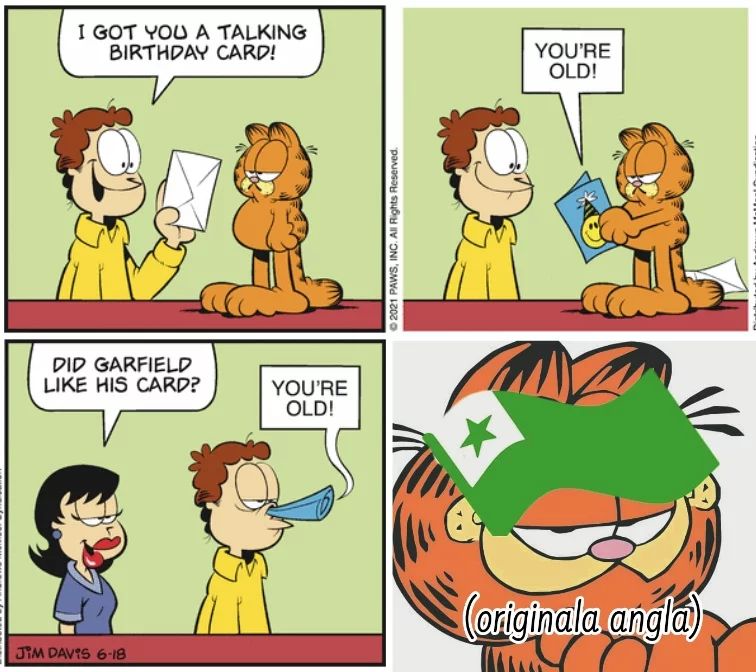 I GOT YOU A TALKING
BIRTHDAY CARD!
YOU'RE
OLD!
© 2021 PAWS, INC. All Rights Reserved.
DID GARFIELD
LIKE HIS CARD?
YOU'RE
OLD!
JIM DAVIS 6-18
(originala angla)